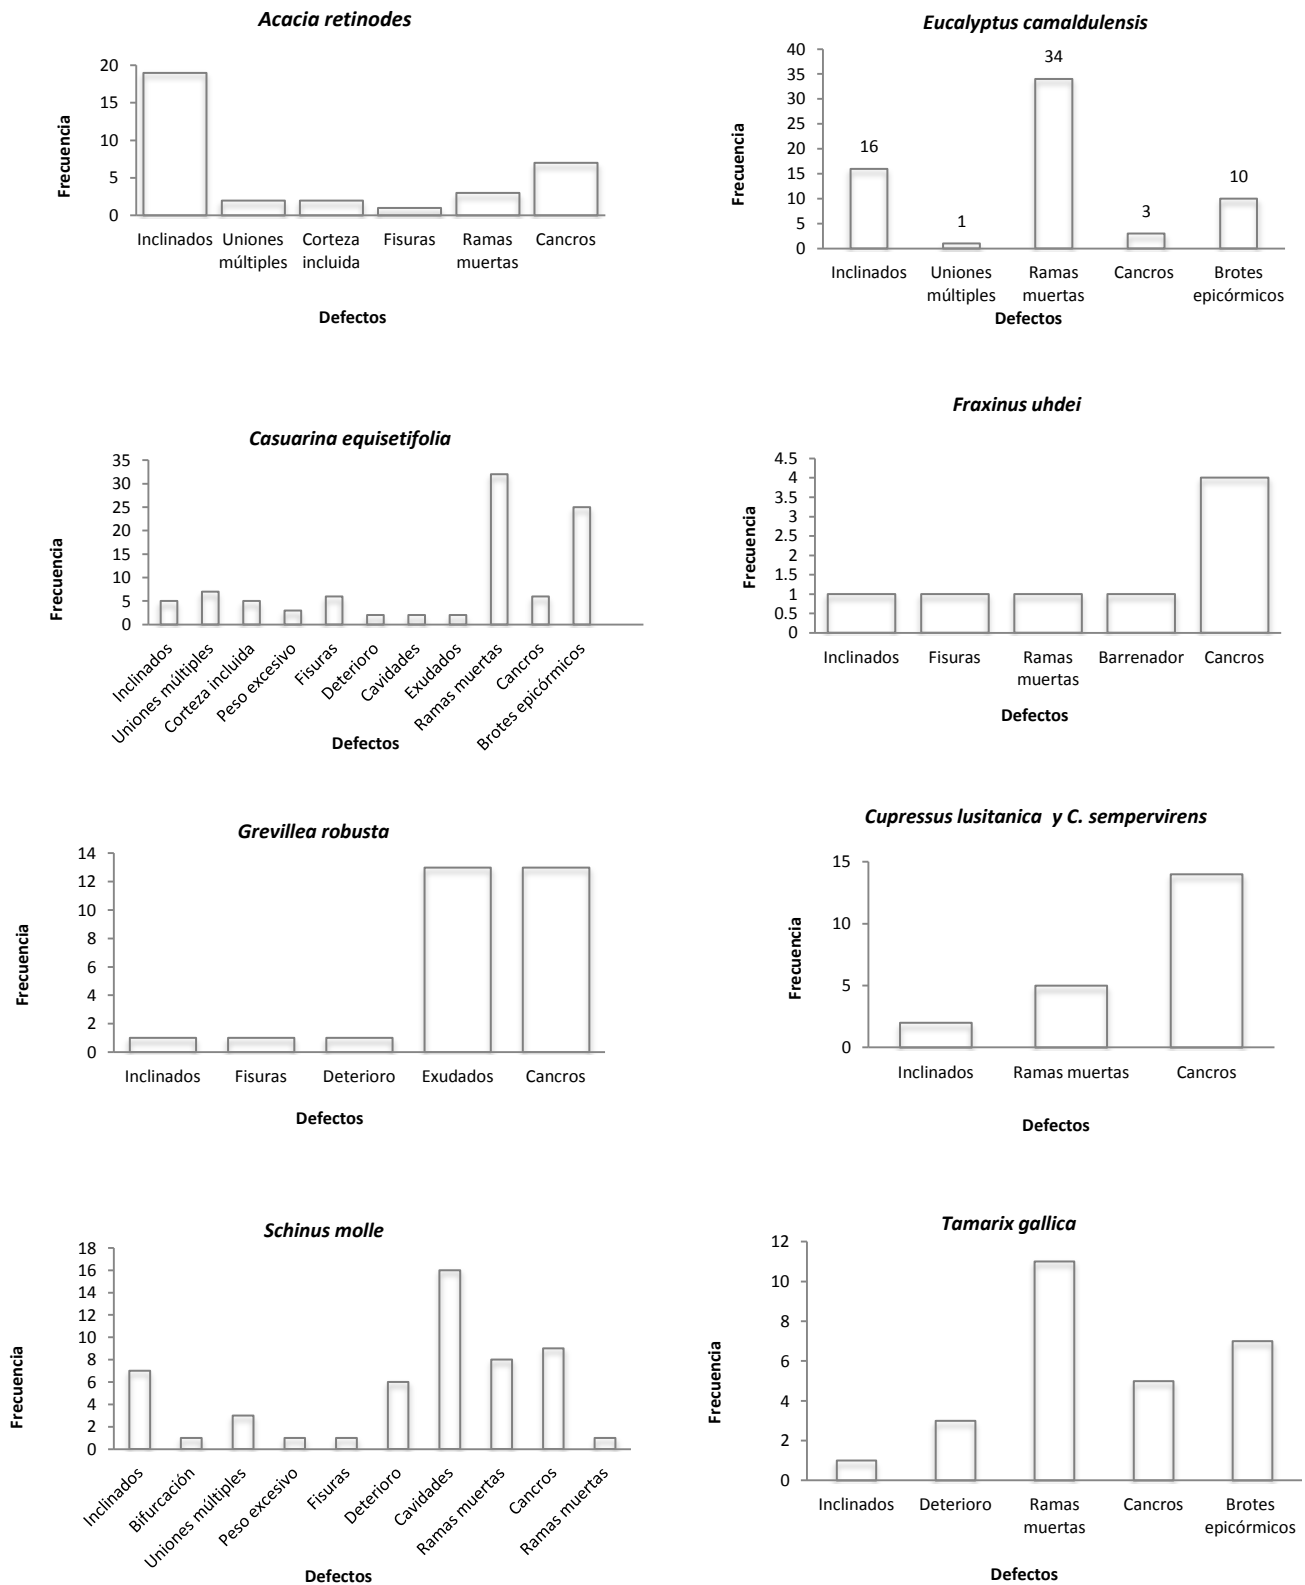 Acacia retinodes
20
15
10
5
0
Frecuencia
Inclinados Uniones múltiples Corteza incluida Fisuras Ramas muertas Cancros
Defectos
Eucalyptus camaldulensis
40
35
30
25
20
15
10
5
0
Frecuencia
16 1 34 3 10
Inclinados Uniones múltiples Ramas muertas Cancros Brotes epicórmicos
Defectos
Casuarina equisetifolia
35
30
25
20
15
10
5
0
Frecuencia
Inclinados
Uniones múltiples
Corteza incluida
Peso excesivo
Fisuras
Deterioro
Cavidades
Exudados
Ramas muertas
Cancros
Brotes epicórmicos
Defectos
Fraxinus uhdei
4.5
4
3.5
3
2.5
2
1.5
1
0.5
0
Frecuencia
Inclinados Fisuras Ramas muertas Barrenador Cancros
Defectos
Grevillea robusta
14
12
10
8
6
4
2
0
Frecuencia
Inclinados Fisuras Deterioro Exudados Cancros
Defectos
Cupressus lusitanica y C. sempervirens
15
10
5
0
Frecuencia
Inclinados Ramas muertas Cancros
Defectos
Schinus molle
18
16
14
12
10
8
6
4
2
0
Frecuencia
Inclinados
Bifurcación
Uniones múltiples
Peso excesivo
Fisuras
Deterioro
Cavidades
Ramas muertas
Cancros
Ramas muertas
Defectos
Tamarix gallica
12
10
8
6
4
2
0
Frecuencia
Inclinados Deterioro Ramas muertas Cancros Brotes epicórmicos
Defectos